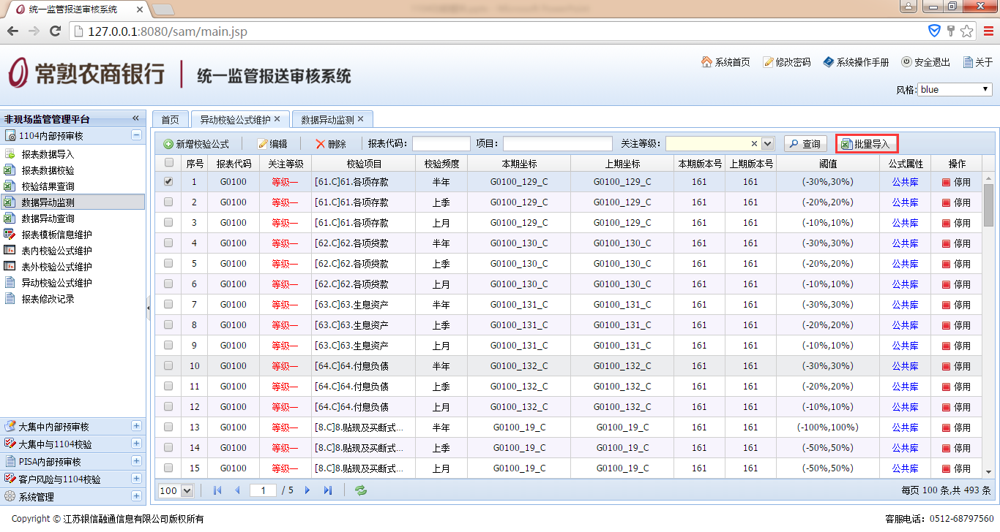 统一监管报送审核系统
127.0.0.1:8080/sam/main.jsp
常熟农商银行 统一监管报送审核系统
系统首页 修改密码 系统操作手册 安全退出 关于
风格: blue
非现场监管管理平台
1104内部预审核
报表数据导入
报表数据校验
校验结果查询
数据异动监测
数据异动查询
报表模板信息维护
表内校验公式维护
表外校验公式维护
异动校验公式维护
报表修改记录
大集中内部预审核
大集中与1104校验
PISA内部预审核
客户风险与1104校验
系统管理
首页 异动校验公式维护 数据异动监测
新增校验公式 编辑 删除 报表代码: 项目: 关注等级: 查询 批量导入
序号 报表代码 关注等级 校验项目 校验频度 本期坐标 上期坐标 本期版本号 上期版本号 阈值 公式属性 操作
1 G0100 等级一 [61.C]61.各项存款 半年 G0100_129_C G0100_129_C 161 161 (-30%,30%) 公共库 停用
2 G0100 等级一 [61.C]61.各项存款 上季 G0100_129_C G0100_129_C 161 161 (-20%,20%) 公共库 停用
3 G0100 等级一 [61.C]61.各项存款 上月 G0100_129_C G0100_129_C 161 161 (-10%,10%) 公共库 停用
4 G0100 等级一 [62.C]62.各项贷款 半年 G0100_130_C G0100_130_C 161 161 (-30%,30%) 公共库 停用
5 G0100 等级一 [62.C]62.各项贷款 上季 G0100_130_C G0100_130_C 161 161 (-20%,20%) 公共库 停用
6 G0100 等级一 [62.C]62.各项贷款 上月 G0100_130_C G0100_130_C 161 161 (-10%,10%) 公共库 停用
7 G0100 等级一 [63.C]63.生息资产 半年 G0100_131_C G0100_131_C 161 161 (-30%,30%) 公共库 停用
8 G0100 等级一 [63.C]63.生息资产 上季 G0100_131_C G0100_131_C 161 161 (-20%,20%) 公共库 停用
9 G0100 等级一 [63.C]63.生息资产 上月 G0100_131_C G0100_131_C 161 161 (-10%,10%) 公共库 停用
10 G0100 等级一 [64.C]64.付息负债 半年 G0100_132_C G0100_132_C 161 161 (-30%,30%) 公共库 停用
11 G0100 等级一 [64.C]64.付息负债 上季 G0100_132_C G0100_132_C 161 161 (-20%,20%) 公共库 停用
12 G0100 等级一 [64.C]64.付息负债 上月 G0100_132_C G0100_132_C 161 161 (-10%,10%) 公共库 停用
13 G0100 等级一 [8.C]8.贴现及买断式... 半年 G0100_19_C G0100_19_C 161 161 (-100%,100%) 公共库 停用
14 G0100 等级一 [8.C]8.贴现及买断式... 上季 G0100_19_C G0100_19_C 161 161 (-50%,50%) 公共库 停用
15 G0100 等级一 [8.C]8.贴现及买断式... 上月 G0100_19_C G0100_19_C 161 161 (-50%,50%) 公共库 停用
100 1 / 5 每页 100 条,共 493 条
Copyright © 江苏银信融通信息有限公司版权所有 客服电话：0512-68797560